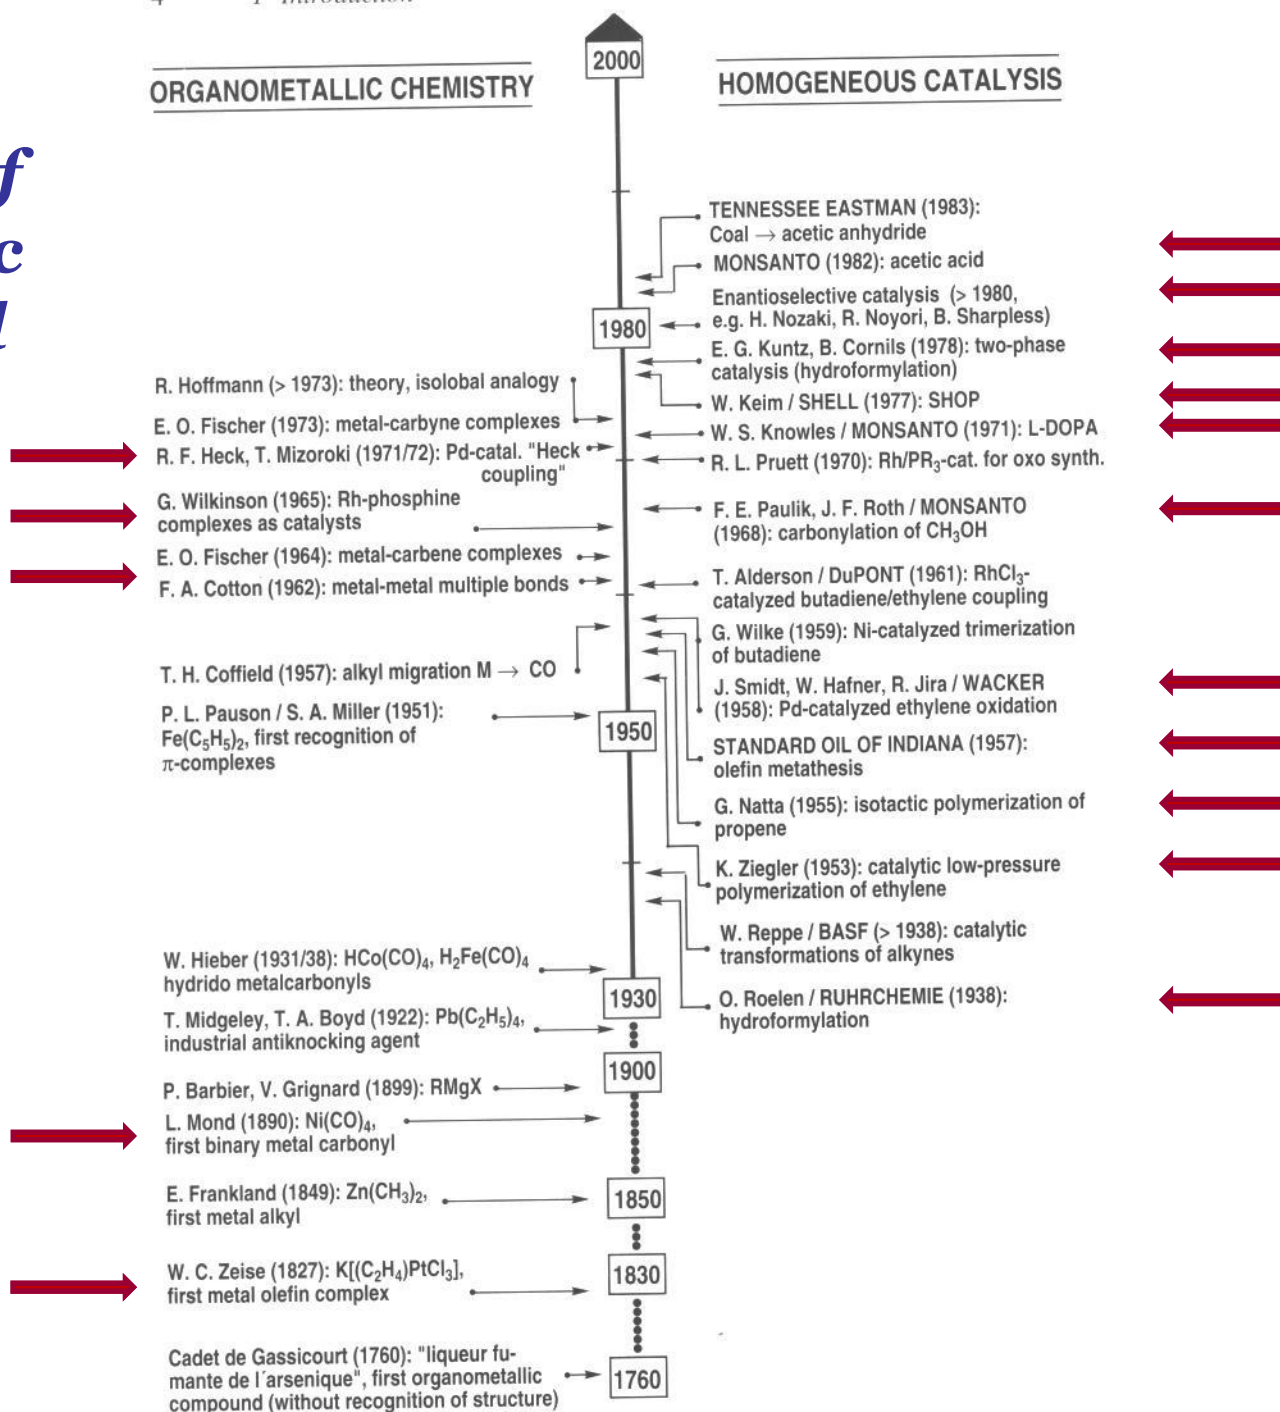 2000
ORGANOMETALLIC CHEMISTRY
HOMOGENEOUS CATALYSIS
f
c
l
TENNESSEE EASTMAN (1983):
Coal → acetic anhydride
MONSANTO (1982): acetic acid
Enantioselective catalysis (> 1980,
e.g. H. Nozaki, R. Noyori, B. Sharpless)
1980
E. G. Kuntz, B. Cornils (1978): two-phase
catalysis (hydroformylation)
W. Keim / SHELL (1977): SHOP
W. S. Knowles / MONSANTO (1971): L-DOPA
R. L. Pruett (1970): Rh/PR₃-cat. for oxo synth.
F. E. Paulik, J. F. Roth / MONSANTO
(1968): carbonylation of CH₃OH
T. Alderson / DuPONT (1961): RhCl₃-
catalyzed butadiene/ethylene coupling
G. Wilke (1959): Ni-catalyzed trimerization
of butadiene
J. Smidt, W. Hafner, R. Jira / WACKER
(1958): Pd-catalyzed ethylene oxidation
STANDARD OIL OF INDIANA (1957):
olefin metathesis
G. Natta (1955): isotactic polymerization of
propene
K. Ziegler (1953): catalytic low-pressure
polymerization of ethylene
W. Reppe / BASF (> 1938): catalytic
transformations of alkynes
O. Roelen / RUHRCHEMIE (1938):
hydroformylation
R. Hoffmann (> 1973): theory, isolobal analogy
E. O. Fischer (1973): metal-carbyne complexes
R. F. Heck, T. Mizoroki (1971/72): Pd-catal. "Heck
coupling"
G. Wilkinson (1965): Rh-phosphine
complexes as catalysts
E. O. Fischer (1964): metal-carbene complexes
F. A. Cotton (1962): metal-metal multiple bonds
T. H. Coffield (1957): alkyl migration M → CO
P. L. Pauson / S. A. Miller (1951):
Fe(C₅H₅)₂, first recognition of
π-complexes
1950
W. Hieber (1931/38): HCo(CO)₄, H₂Fe(CO)₄
hydrido metalcarbonyls
1930
T. Midgeley, T. A. Boyd (1922): Pb(C₂H₅)₄,
industrial antiknocking agent
1900
P. Barbier, V. Grignard (1899): RMgX
L. Mond (1890): Ni(CO)₄,
first binary metal carbonyl
1850
E. Frankland (1849): Zn(CH₃)₂,
first metal alkyl
1830
W. C. Zeise (1827): K[(C₂H₄)PtCl₃],
first metal olefin complex
Cadet de Gassicourt (1760): "liqueur fu-
mante de l´arsenique", first organometallic
compound (without recognition of structure)
1760